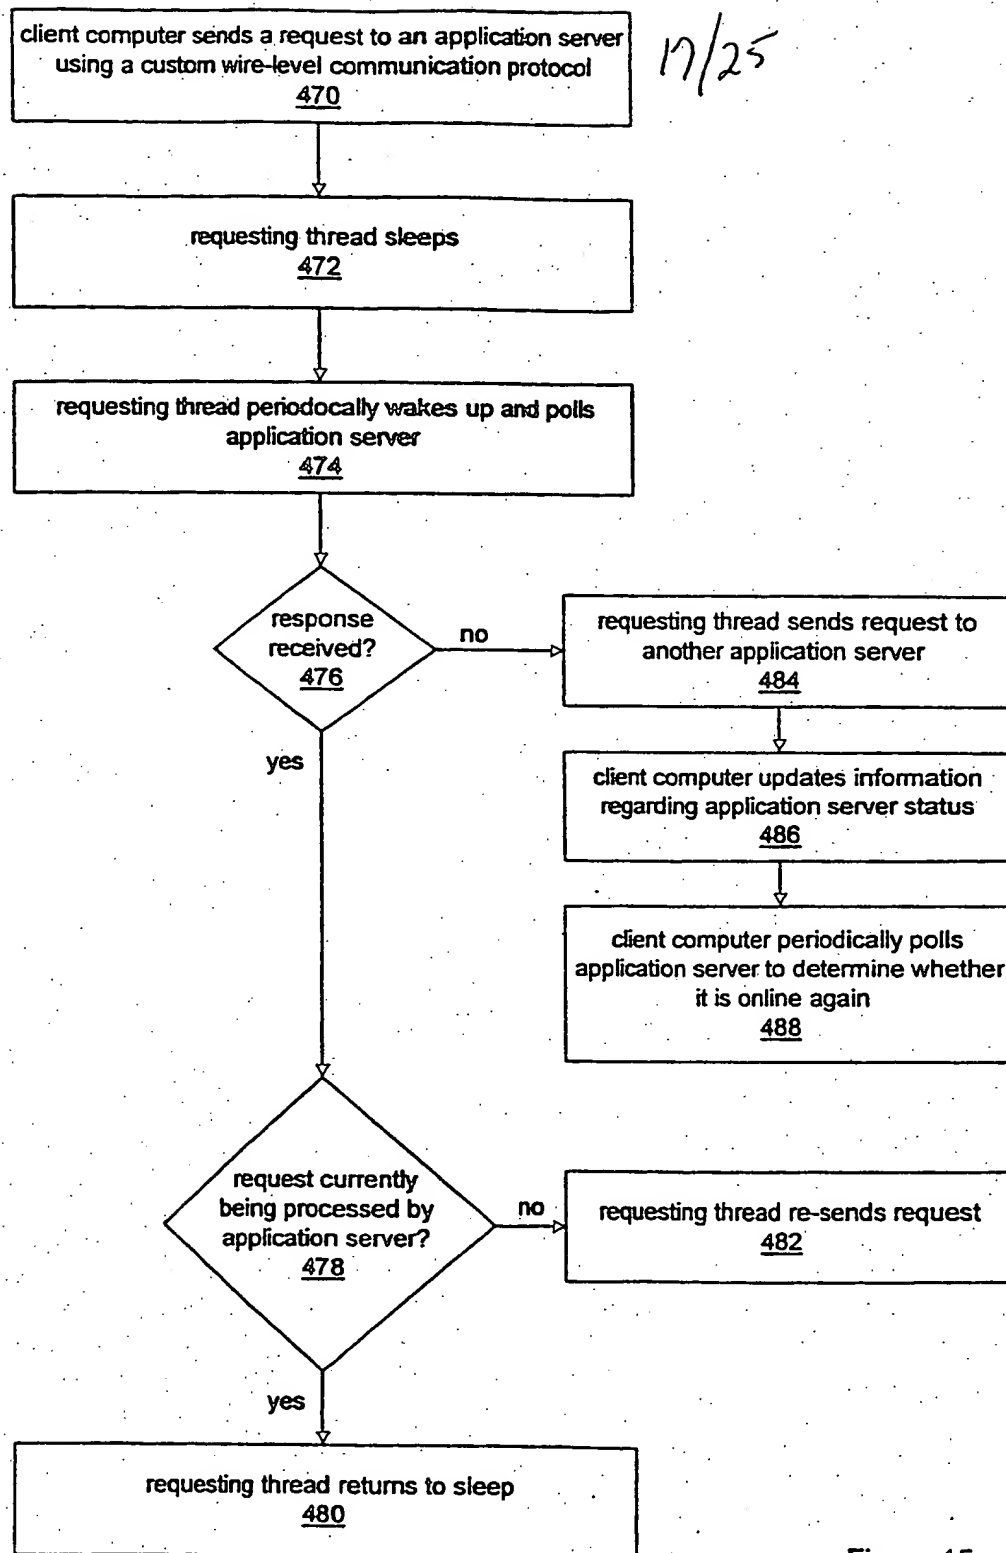 client computer sends a request to an application server
using a custom wire-level communication protocol
470
17/25
requesting thread sleeps
472
requesting thread periodocally wakes up and polls
application server
474
response
received?
476
no
requesting thread sends request to
another application server
484
yes
client computer updates information
regarding application server status
486
client computer periodically polls
application server to determine whether
it is online again
488
request currently
being processed by
application server?
478
no
requesting thread re-sends request
482
yes
requesting thread returns to sleep
480